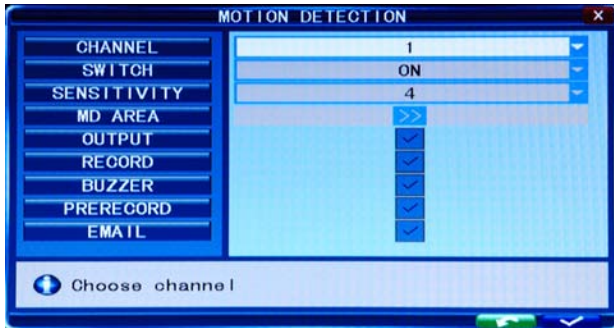 MOTION DETECTION X
CHANNEL 1
SWITCH ON
SENSITIVITY 4
MD AREA >>
OUTPUT
RECORD
BUZZER
PRERECORD
EMAIL
Choose channel